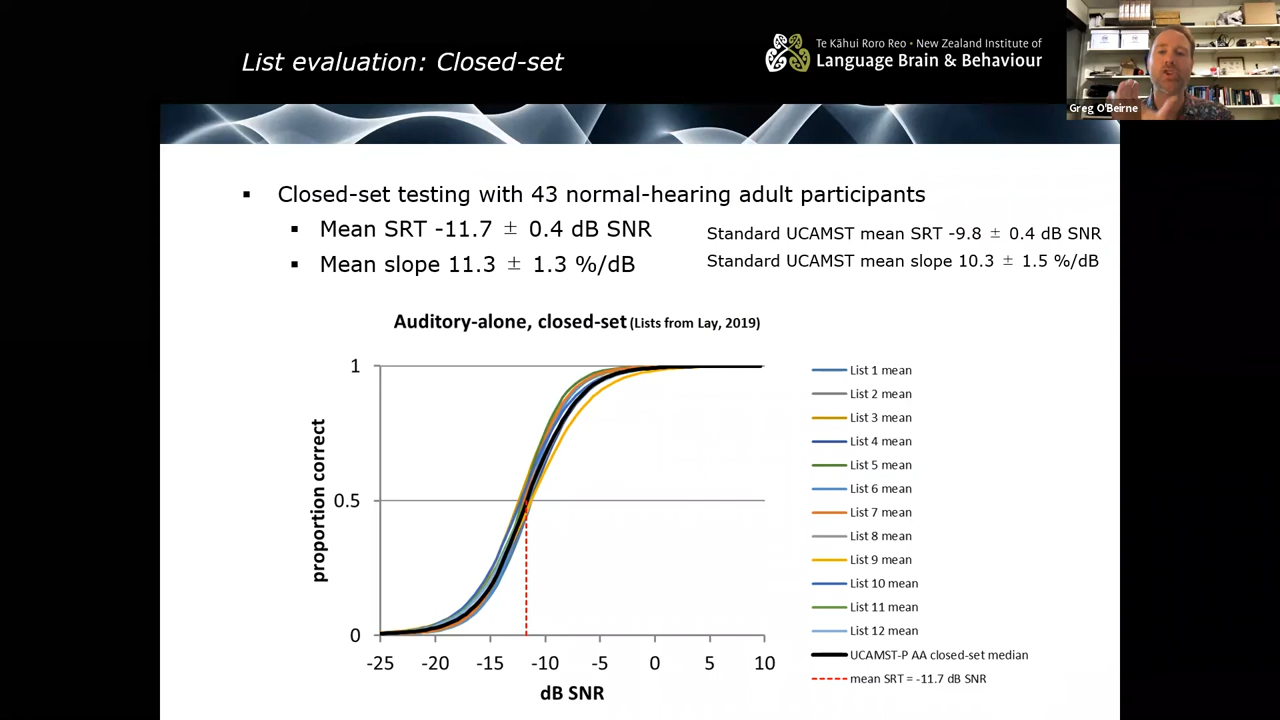 List evaluation: Closed-set
Te Kāhui Roro Reo • New Zealand Institute of
Language Brain & Behaviour
Greg O'Beirne
▪ Closed-set testing with 43 normal-hearing adult participants
▪ Mean SRT -11.7 ± 0.4 dB SNR
▪ Mean slope 11.3 ± 1.3 %/dB
Standard UCAMST mean SRT -9.8 ± 0.4 dB SNR
Standard UCAMST mean slope 10.3 ± 1.5 %/dB
Auditory-alone, closed-set (Lists from Lay, 2019)
proportion correct
1
0.5
0
-25 -20 -15 -10 -5 0 5 10
dB SNR
List 1 mean
List 2 mean
List 3 mean
List 4 mean
List 5 mean
List 6 mean
List 7 mean
List 8 mean
List 9 mean
List 10 mean
List 11 mean
List 12 mean
UCAMST-P AA closed-set median
mean SRT = -11.7 dB SNR